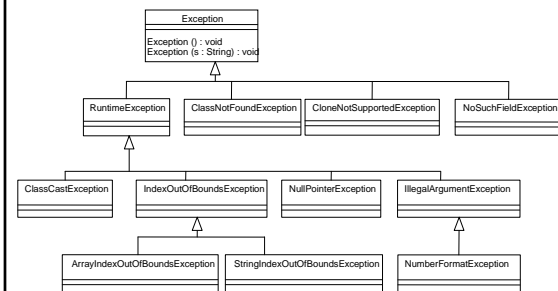 Exception
Exception () : void
Exception (s : String) : void
RuntimeException
ClassNotFoundException
CloneNotSupportedException
NoSuchFieldException
ClassCastException
IndexOutOfBoundsException
NullPointerException
IllegalArgumentException
ArrayIndexOutOfBoundsException
StringIndexOutOfBoundsException
NumberFormatException